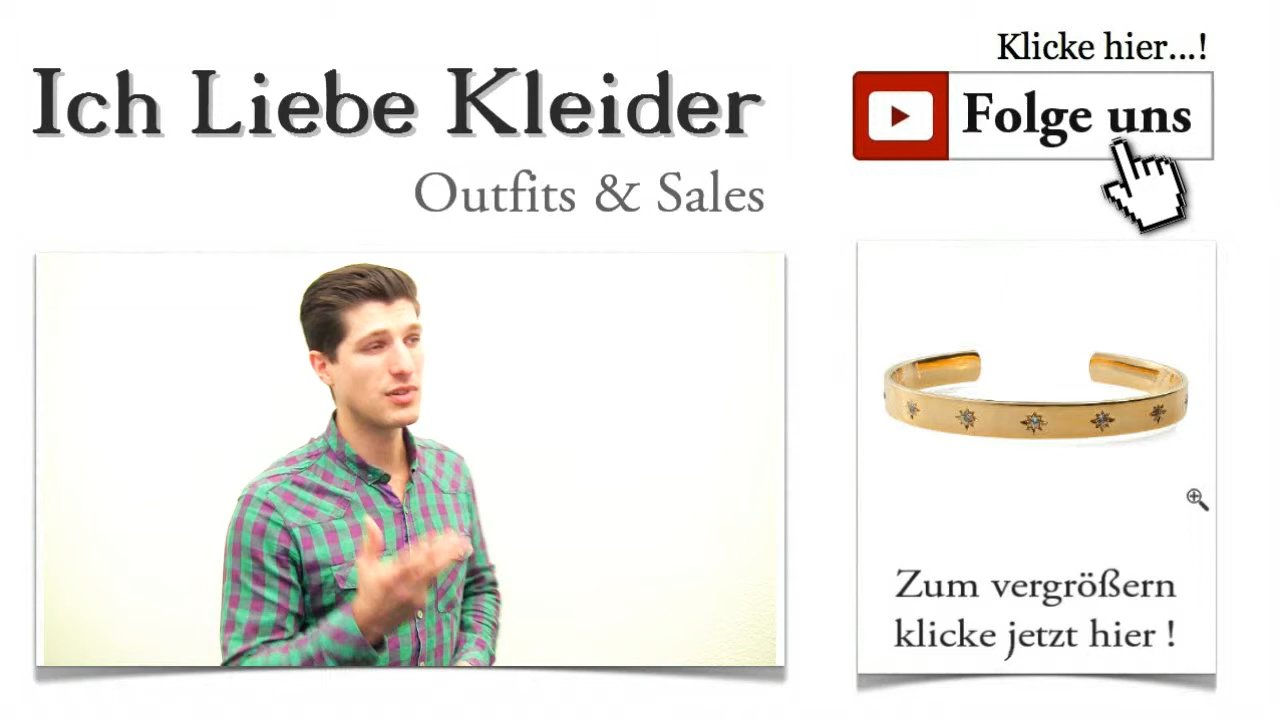 Ich Liebe Kleider
Outfits & Sales
Klicke hier...!
Folge uns
Zum vergrößern
klicke jetzt hier !